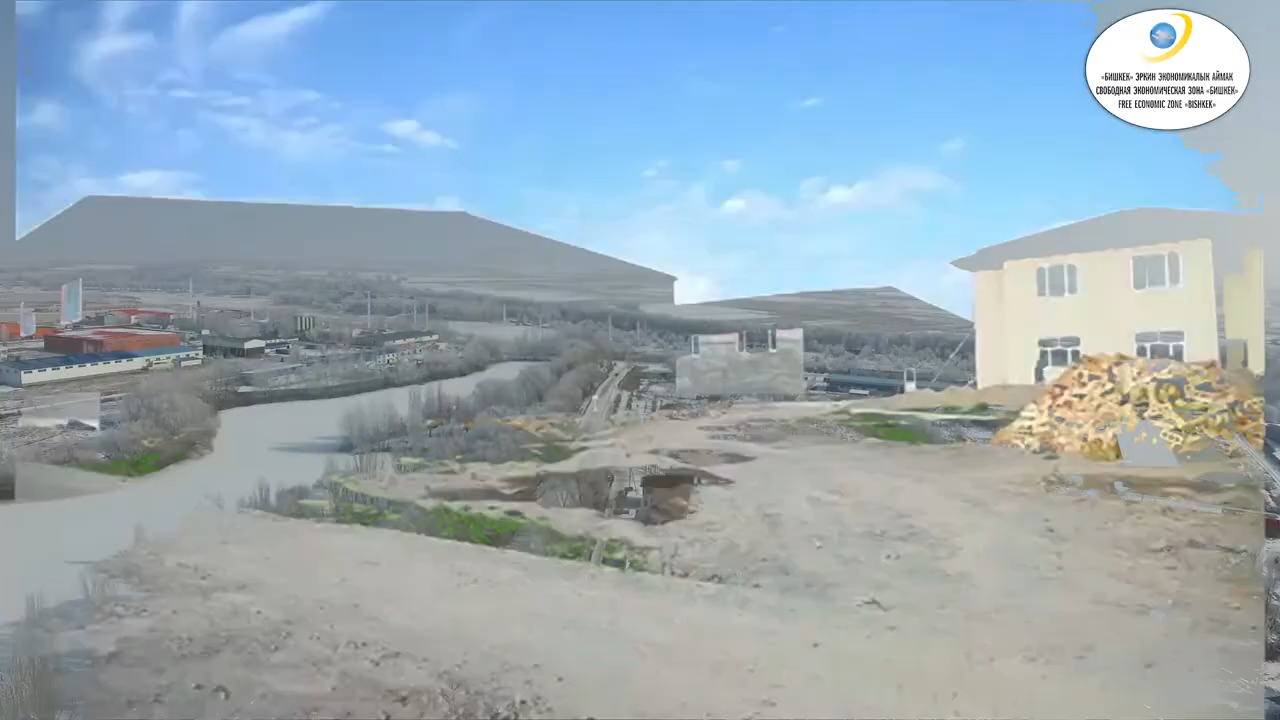 «БИШКЕК» ЭРКИН ЭКОНОМИКАЛЫК АЙМАК
СВОБОДНАЯ ЭКОНОМИЧЕСКАЯ ЗОНА «БИШКЕК»
FREE ECONOMIC ZONE «BISHKEK»